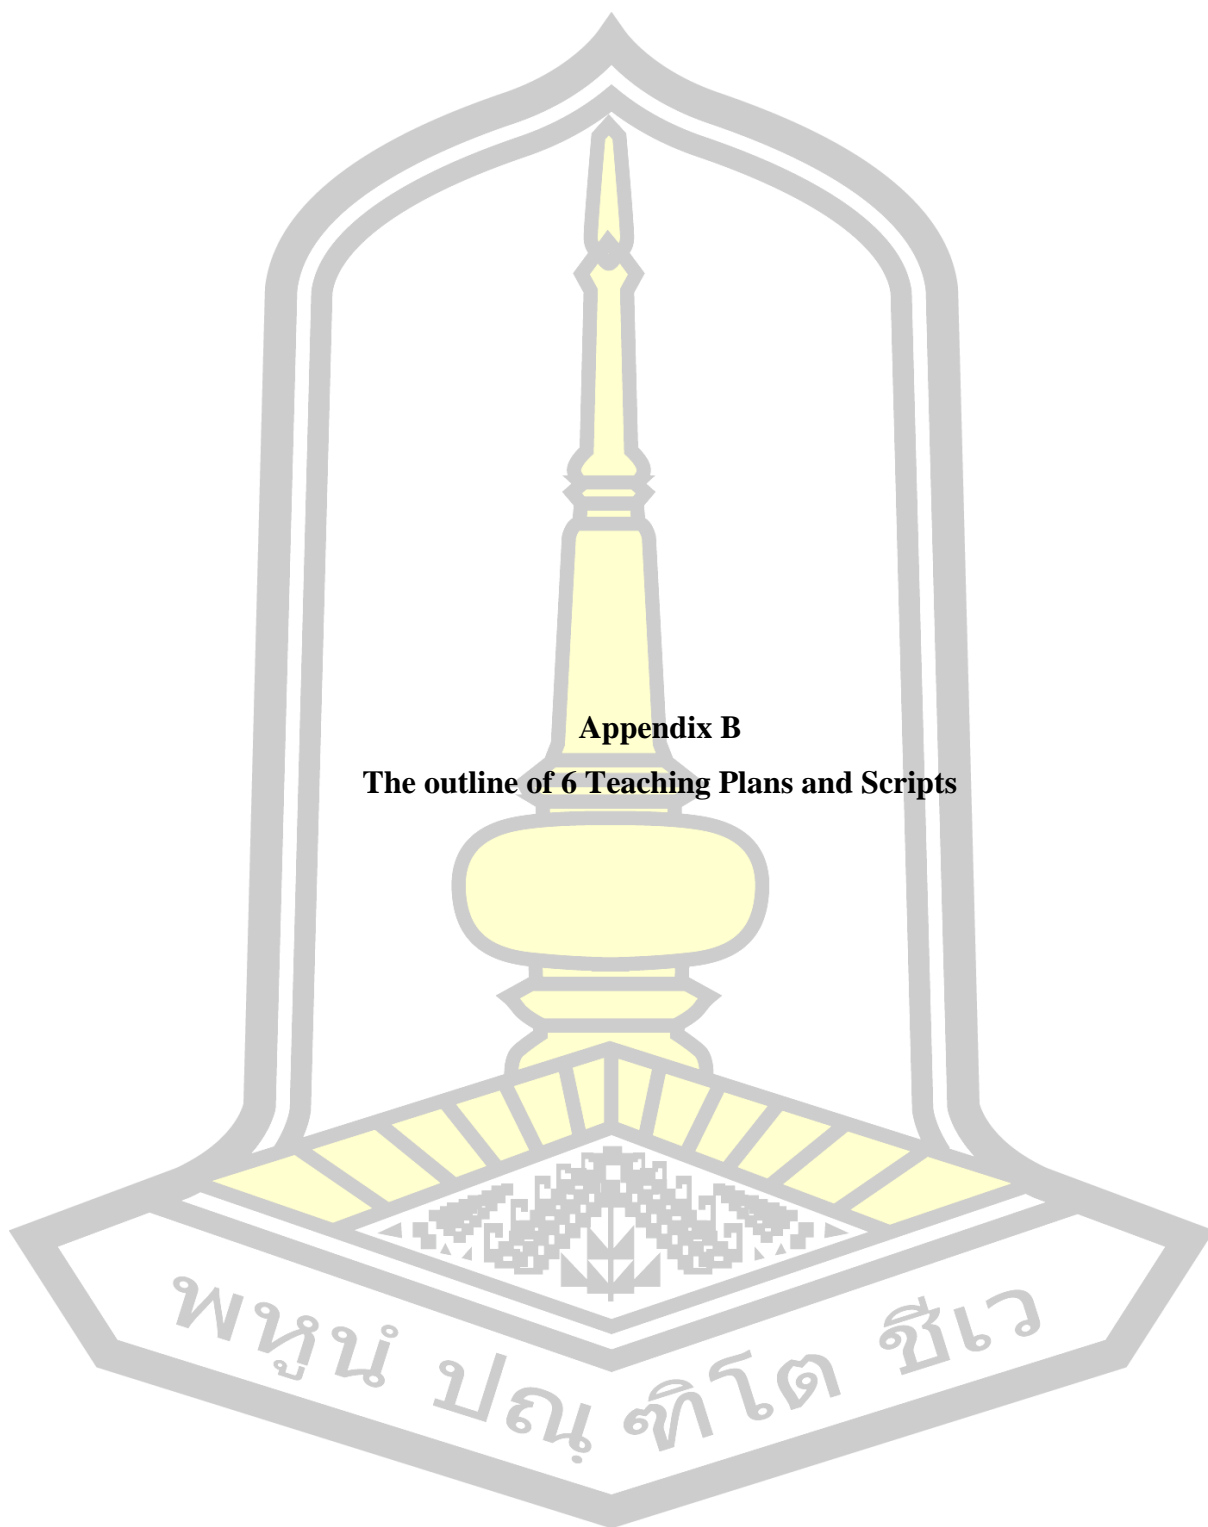 Appendix B
The outline of 6 Teaching Plans and Scripts
พหูนํ ปณฺฑิโต ชีเว